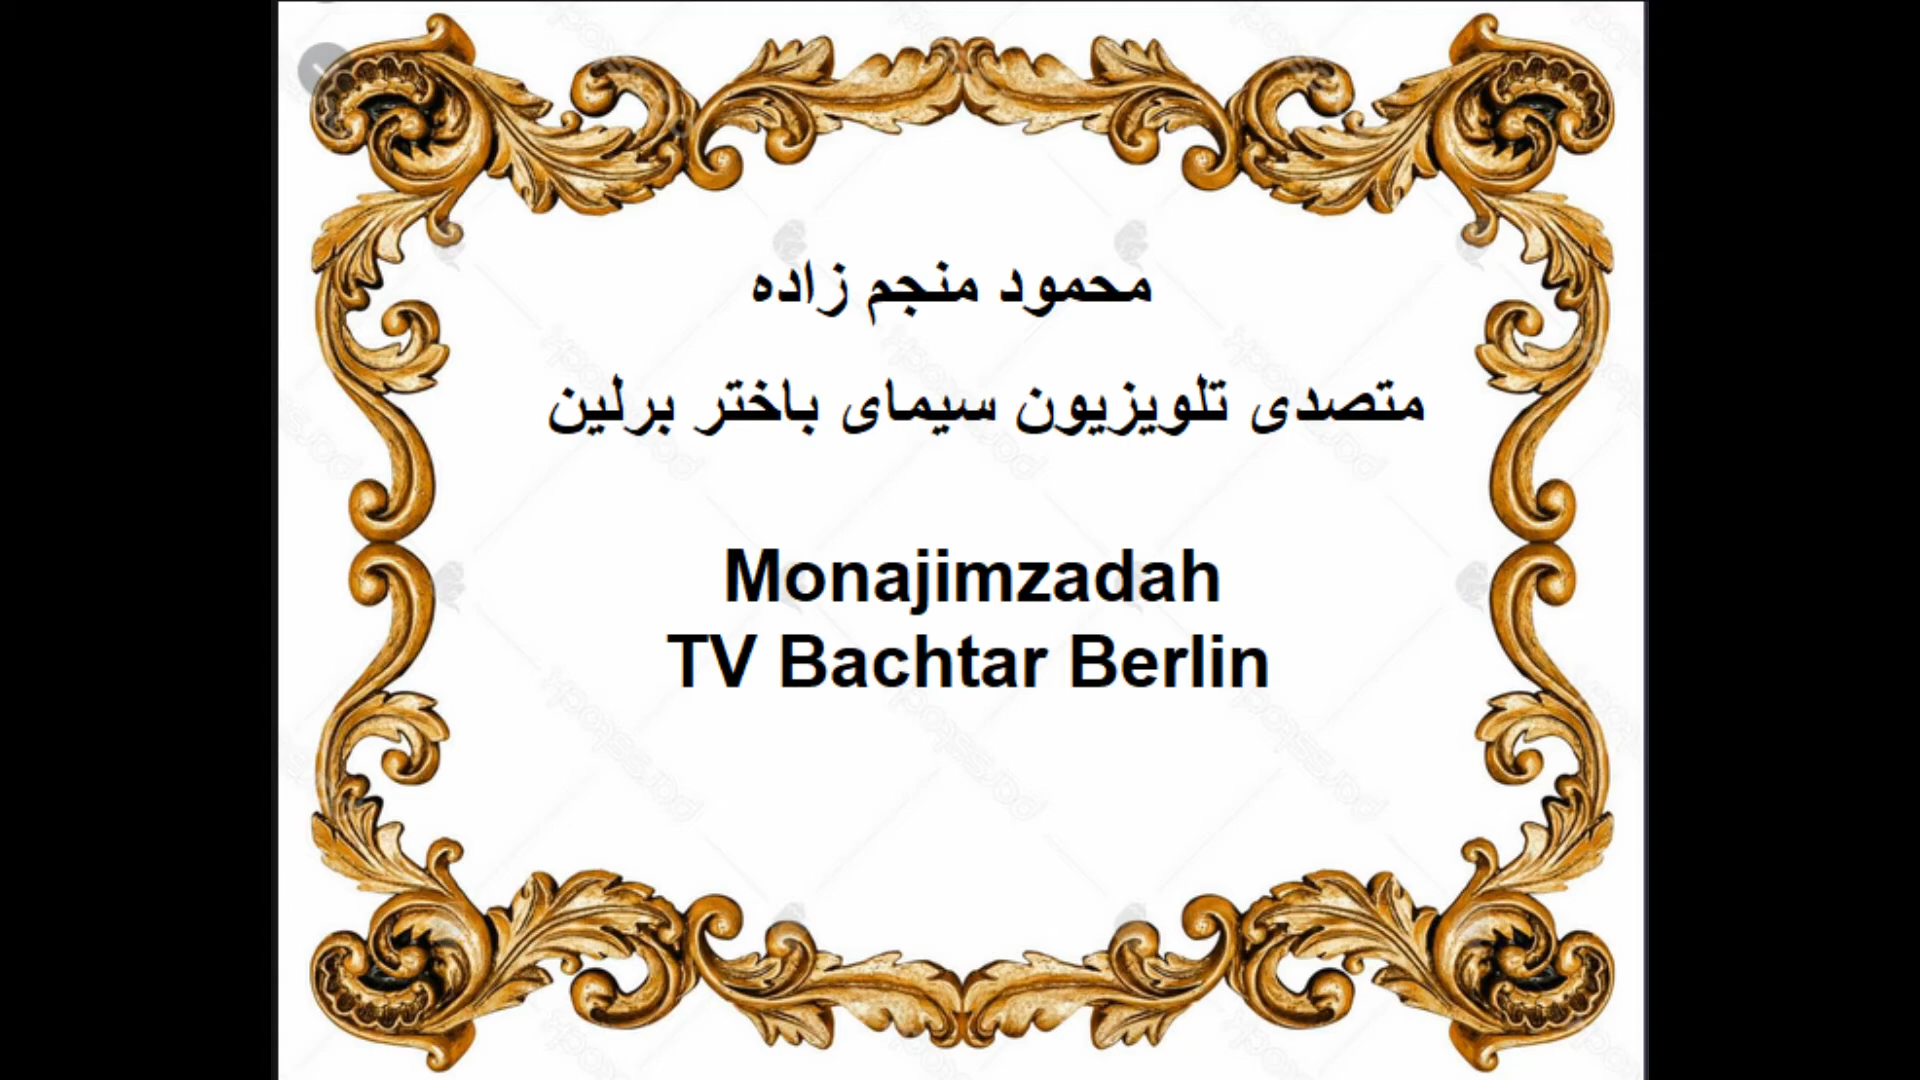 محمود منجم زاده
متصدی تلویزیون سیمای باختر برلین
Monajimzadah
TV Bachtar Berlin